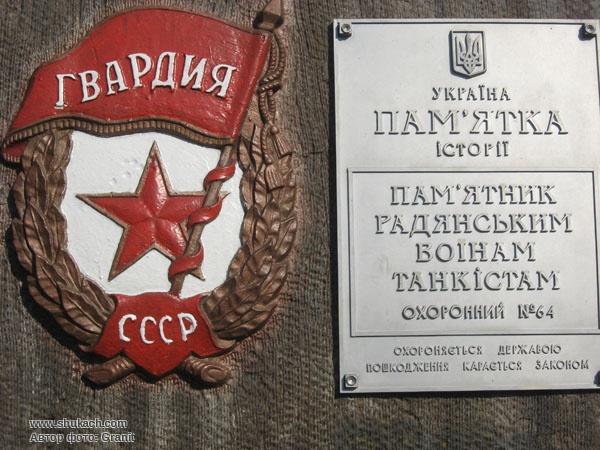 ГВАРДИЯ
СССР
УКРАЇНА
ПАМ'ЯТКА
ІСТОРІЇ
ПАМ'ЯТНИК
РАДЯНСЬКИМ
ВОЇНАМ
ТАНКІСТАМ
ОХОРОННИЙ №64
ОХОРОНЯЄТЬСЯ ДЕРЖАВОЮ
ПОШКОДЖЕННЯ КАРАЄТЬСЯ ЗАКОНОМ
www.shukach.com
Автор фото: Granit